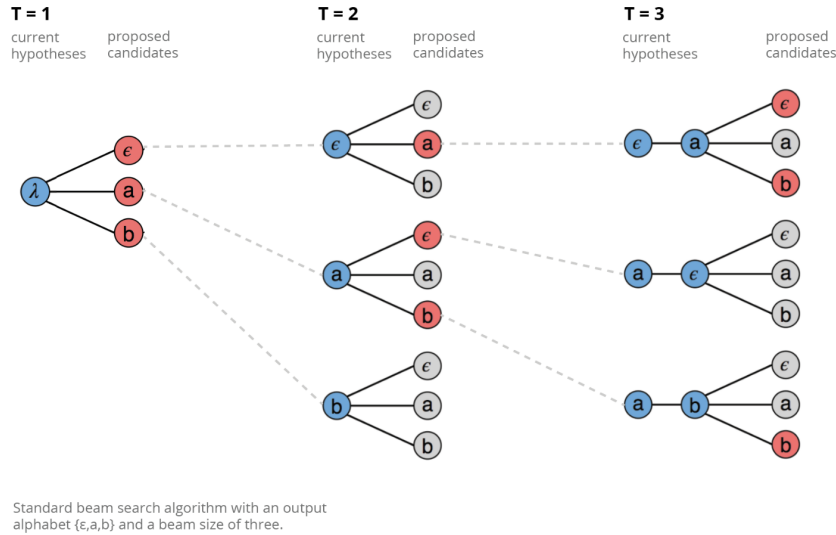 T = 1
T = 2
T = 3
current hypotheses
proposed candidates
current hypotheses
proposed candidates
current hypotheses
proposed candidates
λ
ϵ
a
b
ϵ
ϵ
a
b
a
ϵ
a
b
b
ϵ
a
b
ϵ
a
ϵ
a
b
a
ϵ
ϵ
a
b
a
b
ϵ
a
b
Standard beam search algorithm with an output
alphabet {ε,a,b} and a beam size of three.